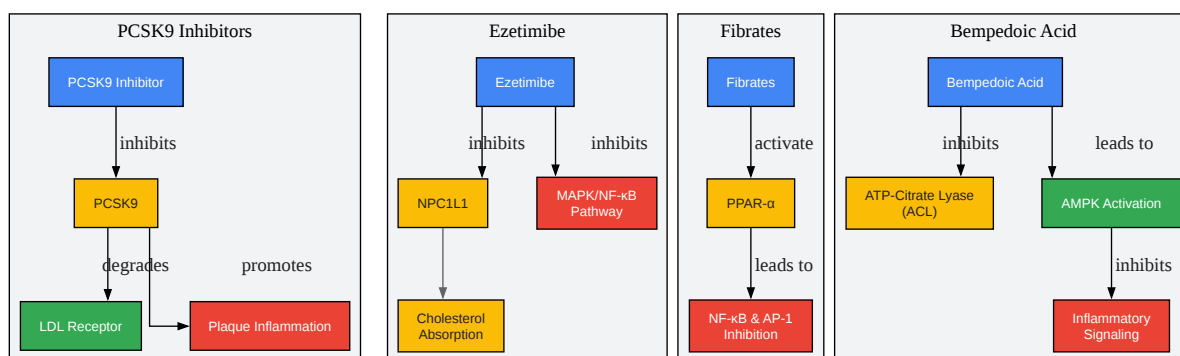 PCSK9 Inhibitors
PCSK9 Inhibitor
inhibits
PCSK9
degrades
promotes
LDL Receptor
Plaque Inflammation
Ezetimibe
Ezetimibe
inhibits
inhibits
NPC1L1
MAPK/NF-κB
Pathway
Cholesterol
Absorption
Fibrates
Fibrates
activate
PPAR-α
leads to
NF-κB & AP-1
Inhibition
Bempedoic Acid
Bempedoic Acid
inhibits
leads to
ATP-Citrate Lyase
(ACL)
AMPK Activation
inhibits
Inflammatory
Signaling